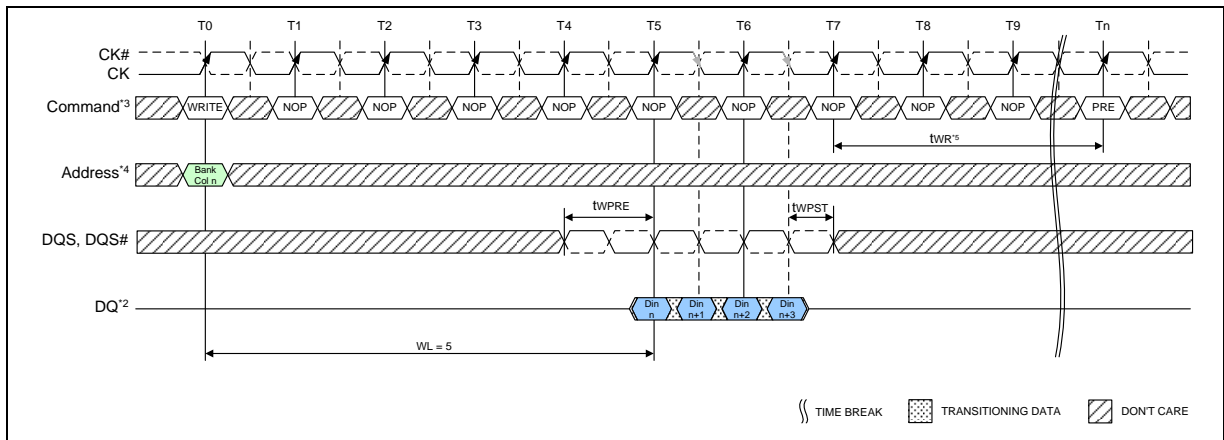 T0 T1 T2 T3 T4 T5 T6 T7 T8 T9 Tn
CK#
CK
Command*3 WRITE NOP NOP NOP NOP NOP NOP NOP NOP NOP PRE
tWR*5
Address*4 Bank
Col n
tWPRE tWPST
DQS, DQS#
DQ*2 Din
n Din
n+1 Din
n+2 Din
n+3
WL = 5
TIME BREAK TRANSITIONING DATA DON'T CARE